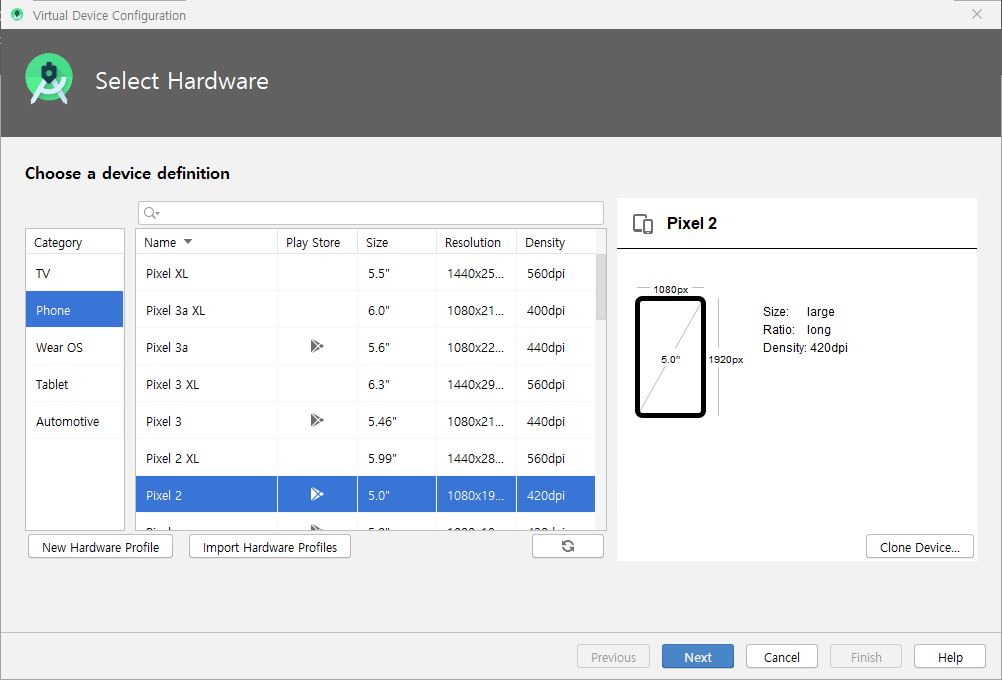 Virtual Device Configuration
Select Hardware
Choose a device definition
Category
TV
Phone
Wear OS
Tablet
Automotive
Name Play Store Size Resolution Density
Pixel XL 5.5" 1440x25... 560dpi
Pixel 3a XL 6.0" 1080x21... 400dpi
Pixel 3a 5.6" 1080x22... 440dpi
Pixel 3 XL 6.3" 1440x29... 560dpi
Pixel 3 5.46" 1080x21... 440dpi
Pixel 2 XL 5.99" 1440x28... 560dpi
Pixel 2 5.0" 1080x19... 420dpi
New Hardware Profile Import Hardware Profiles
Pixel 2
1080px
5.0"
1920px
Size: large
Ratio: long
Density: 420dpi
Clone Device...
Previous Next Cancel Finish Help